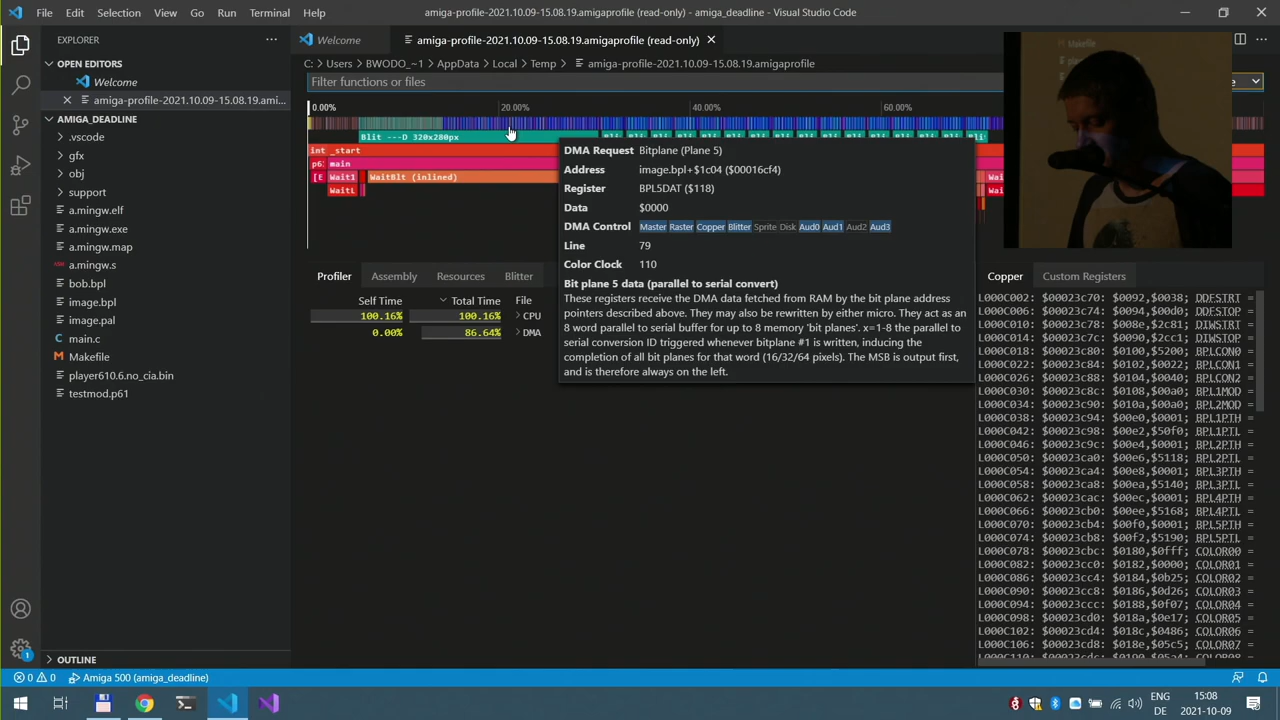 File Edit Selection View Go Run Terminal Help
amiga-profile-2021.10.09-15.08.19.amigaprofile (read-only) - amiga_deadline - Visual Studio Code
EXPLORER
OPEN EDITORS
Welcome
amiga-profile-2021.10.09-15.08.19.ami...
AMIGA_DEADLINE
.vscode
gfx
obj
support
a.mingw.elf
a.mingw.exe
a.mingw.map
a.mingw.s
bob.bpl
image.bpl
image.pal
main.c
Makefile
player610.6.no_cia.bin
testmod.p61
OUTLINE
Welcome
amiga-profile-2021.10.09-15.08.19.amigaprofile (read-only)
C: > Users > BWODO_~1 > AppData > Local > Temp > amiga-profile-2021.10.09-15.08.19.amigaprofile
Filter functions or files
0.00% 20.00% 40.00% 60.00%
Blit ---D 320x280px
int _start
p6: main
[E Wait1 WaitBlt (inlined)
Waitt
DMA Request Bitplane (Plane 5)
Address image.bpl+$1c04 ($00016cf4)
Register BPL5DAT ($118)
Data $0000
DMA Control Master Raster Copper Blitter Sprite Disk Aud0 Aud1 Aud2 Aud3
Line 79
Color Clock 110
Bit plane 5 data (parallel to serial convert)
These registers receive the DMA data fetched from RAM by the bit plane address
pointers described above. They may also be rewritten by either micro. They act as an
8 word parallel to serial buffer for up to 8 memory 'bit planes'. x=1-8 the parallel to
serial conversion ID triggered whenever bitplane #1 is written, inducing the
completion of all bit planes for that word (16/32/64 pixels). The MSB is output first,
and is therefore always on the left.
Profiler Assembly Resources Blitter
Self Time Total Time File
100.16% 100.16% CPU
0.00% 86.64% DMA
Copper Custom Registers
L000C002: $00023c70: $0092,$0038; DDFSTRT =
L000C006: $00023c74: $0094,$00d0; DDFSTOP =
L000C010: $00023c78: $008e,$2c81; DIWSTRT =
L000C014: $00023c7c: $0090,$2cc1; DIWSTOP =
L000C018: $00023c80: $0100,$5200; BPLCON0 =
L000C022: $00023c84: $0102,$0000; BPLCON1 =
L000C026: $00023c88: $0104,$0040; BPLCON2 =
L000C030: $00023c8c: $0108,$00a0; BPL1MOD =
L000C034: $00023c90: $010a,$00a0; BPL2MOD =
L000C038: $00023c94: $00e0,$0001; BPL1PTH =
L000C042: $00023c98: $00e2,$50f0; BPL1PTL =
L000C046: $00023c9c: $00e4,$0001; BPL2PTH =
L000C050: $00023ca0: $00e6,$5118; BPL2PTL =
L000C054: $00023ca4: $00e8,$0001; BPL3PTH =
L000C058: $00023ca8: $00ea,$5140; BPL3PTL =
L000C062: $00023cac: $00ec,$0001; BPL4PTH =
L000C066: $00023cb0: $00ee,$5168; BPL4PTL =
L000C070: $00023cb4: $00f0,$0001; BPL5PTH =
L000C074: $00023cb8: $00f2,$5190; BPL5PTL =
L000C078: $00023cbc: $0180,$0fff; COLOR00 =
L000C082: $00023cc0: $0182,$0000; COLOR01 =
L000C086: $00023cc4: $0184,$0b25; COLOR02 =
L000C090: $00023cc8: $0186,$0d26; COLOR03 =
L000C094: $00023ccc: $0188,$0f07; COLOR04 =
L000C098: $00023cd0: $018a,$0e17; COLOR05 =
L000C102: $00023cd4: $018c,$0486; COLOR06 =
L000C106: $00023cd8: $018e,$05c5; COLOR07 =
0 0 Amiga 500 (amiga_deadline)
ENG
DE
15:08
2021-10-09